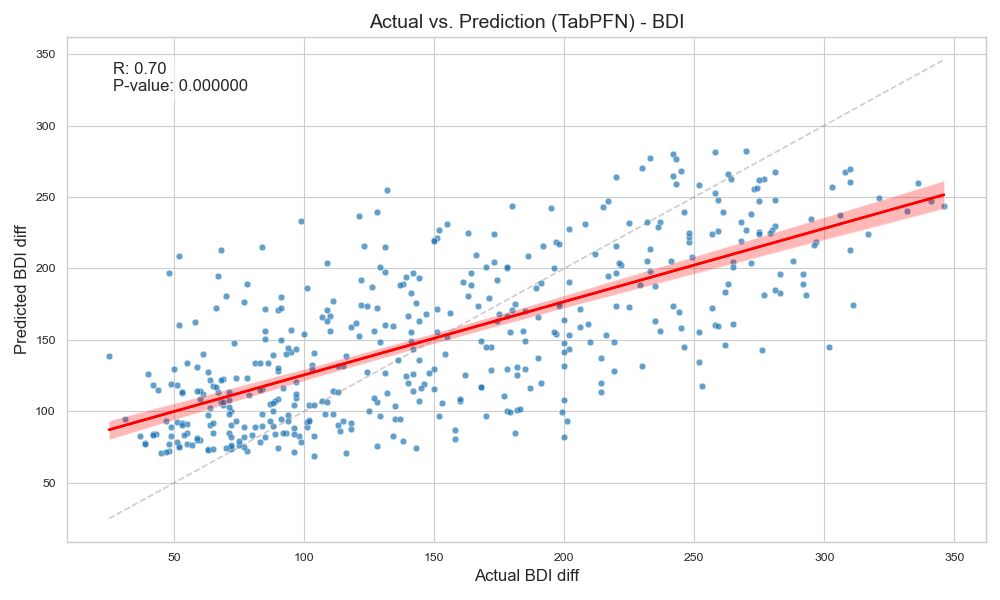 Actual vs. Prediction (TabPFN) - BDI
R: 0.70
P-value: 0.000000
Predicted BDI diff
350
300
250
200
150
100
50
50 100 150 200 250 300 350
Actual BDI diff